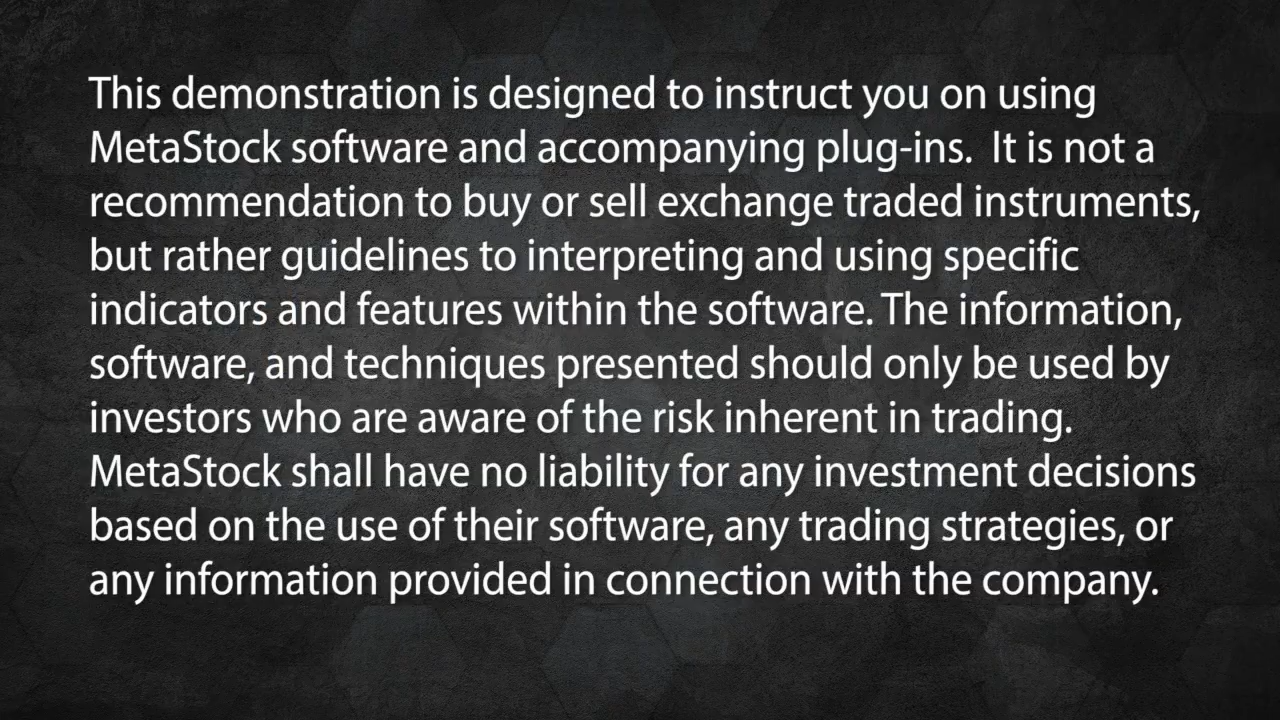 This demonstration is designed to instruct you on using
MetaStock software and accompanying plug-ins.  It is not a
recommendation to buy or sell exchange traded instruments,
but rather guidelines to interpreting and using specific
indicators and features within the software. The information,
software, and techniques presented should only be used by
investors who are aware of the risk inherent in trading.
MetaStock shall have no liability for any investment decisions
based on the use of their software, any trading strategies, or
any information provided in connection with the company.